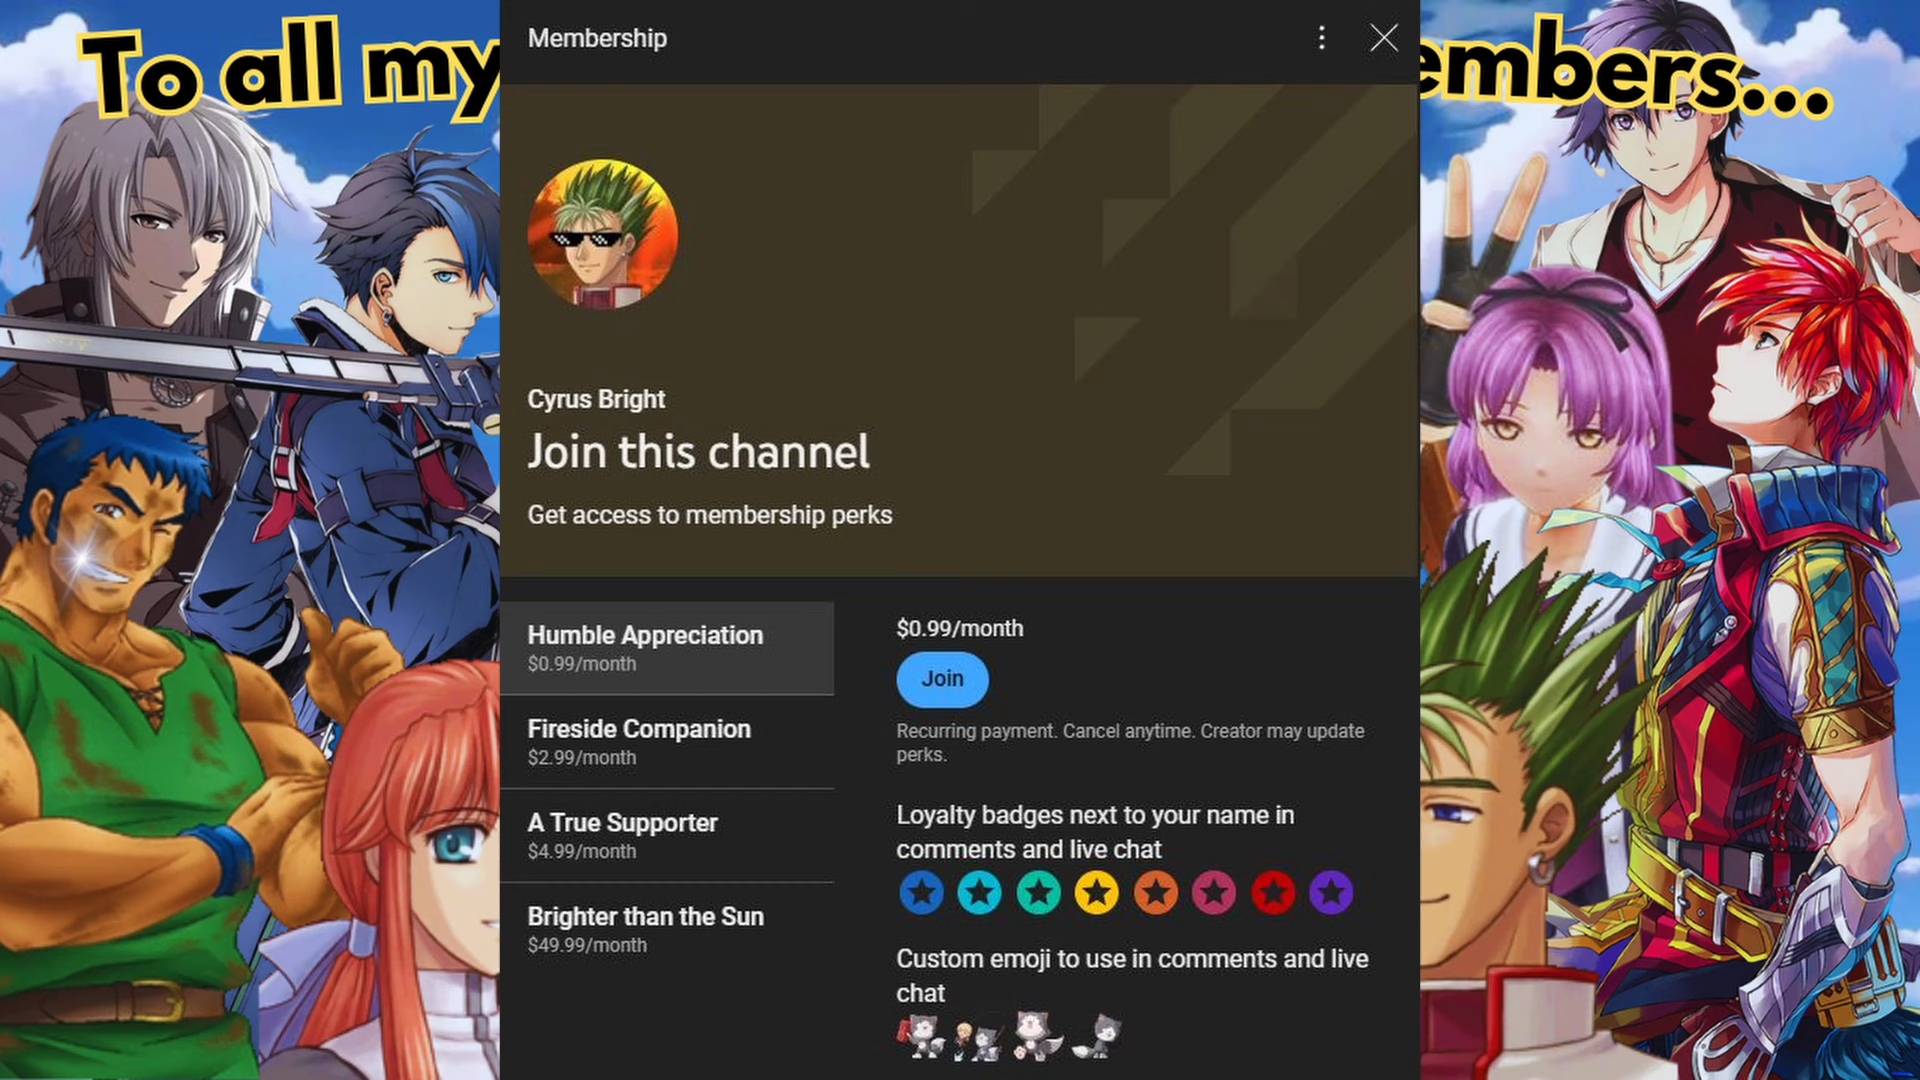 To all my
embers...
Membership
Cyrus Bright
Join this channel
Get access to membership perks
Humble Appreciation
$0.99/month
Fireside Companion
$2.99/month
A True Supporter
$4.99/month
Brighter than the Sun
$49.99/month
$0.99/month
Join
Recurring payment. Cancel anytime. Creator may update
perks.
Loyalty badges next to your name in
comments and live chat
Custom emoji to use in comments and live
chat